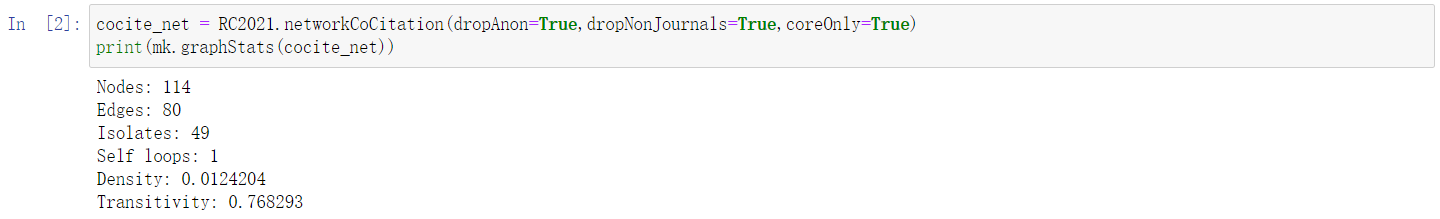 In [2]: cocite_net = RC2021.networkCoCitation(dropAnon=True,dropNonJournals=True,coreOnly=True)
print(mk.graphStats(cocite_net))
Nodes: 114
Edges: 80
Isolates: 49
Self loops: 1
Density: 0.0124204
Transitivity: 0.768293